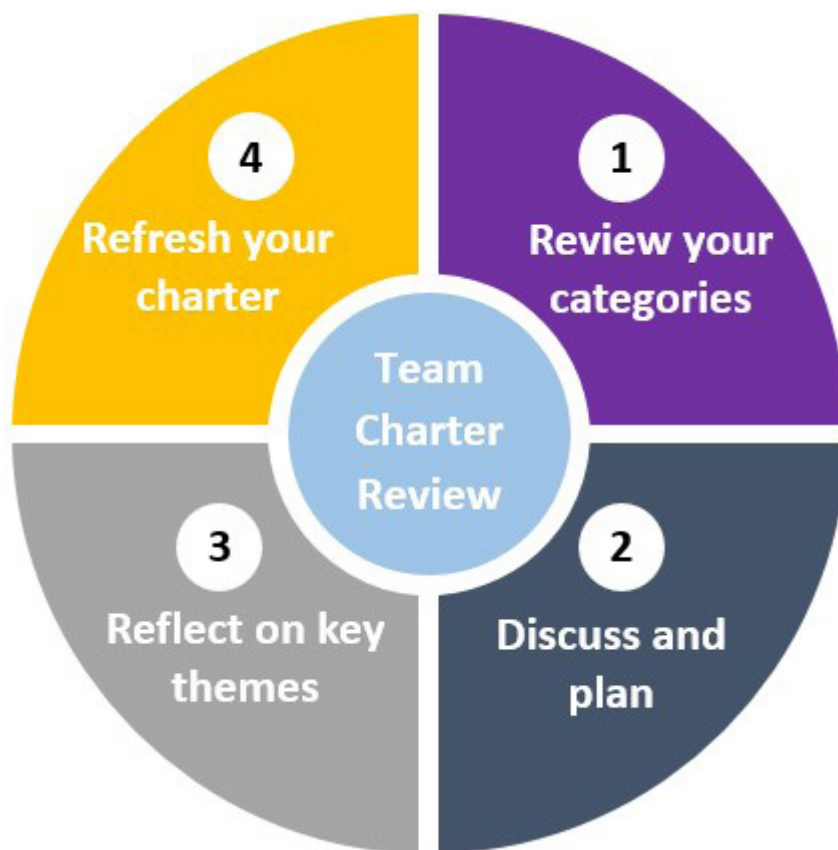 4
Refresh your
charter
1
Review your
categories
Team
Charter
Review
3
Reflect on key
themes
2
Discuss and
plan